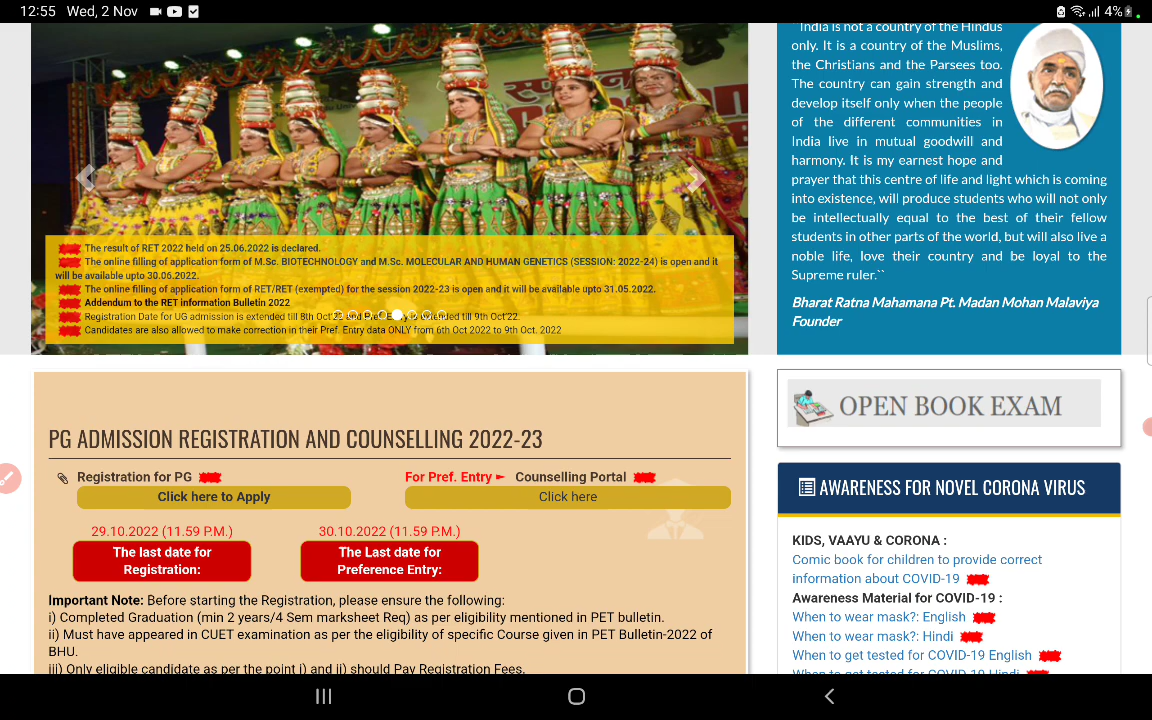 12:55 Wed, 2 Nov
4%
India is not a country of the Hindus
only. It is a country of the Muslims,
the Christians and the Parsees too.
The country can gain strength and
develop itself only when the people
of the different communities in
India live in mutual goodwill and
harmony. It is my earnest hope and
prayer that this centre of life and light which is coming
into existence, will produce students who will not only
be intellectually equal to the best of their fellow
students in other parts of the world, but will also live a
noble life, love their country and be loyal to the
Supreme ruler.``
Bharat Ratna Mahamana Pt. Madan Mohan Malaviya
Founder
The result of RET 2022 held on 25.06.2022 is declared.
The online filling of application form of M.Sc. BIOTECHNOLOGY and M.Sc. MOLECULAR AND HUMAN GENETICS (SESSION: 2022-24) is open and it
will be available upto 30.06.2022.
The online filling of application form of RET/RET (exempted) for the session 2022-23 is open and it will be available upto 31.05.2022.
Addendum to the RET information Bulletin 2022
Registration Date for UG admission is extended till 8th Oct'22 and is extended till 9th Oct'22.
Candidates are also allowed to make correction in their Pref. Entry data ONLY from 6th Oct 2022 to 9th Oct. 2022
PG ADMISSION REGISTRATION AND COUNSELLING 2022-23
Registration for PG
For Pref. Entry ► Counselling Portal
Click here to Apply
Click here
29.10.2022 (11.59 P.M.)
30.10.2022 (11.59 P.M.)
The last date for
Registration:
The Last date for
Preference Entry:
Important Note: Before starting the Registration, please ensure the following:
i) Completed Graduation (min 2 years/4 Sem marksheet Req) as per eligibility mentioned in PET bulletin.
ii) Must have appeared in CUET examination as per the eligibility of specific Course given in PET Bulletin-2022 of
BHU.
iii) Only eligible candidate as per the point i) and ii) should Pay Registration Fees.
OPEN BOOK EXAM
AWARENESS FOR NOVEL CORONA VIRUS
KIDS, VAAYU & CORONA :
Comic book for children to provide correct
information about COVID-19
Awareness Material for COVID-19 :
When to wear mask?: English
When to wear mask?: Hindi
When to get tested for COVID-19 English
When to get tested for COVID-19 Hindi